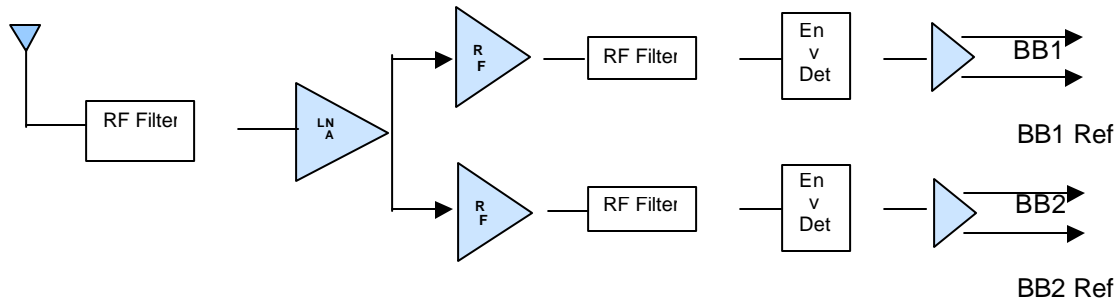 R
F
RF Filter
En
v
Det
BB1
RF Filter
LN
A
BB1 Ref
R
F
RF Filter
En
v
Det
BB2
BB2 Ref